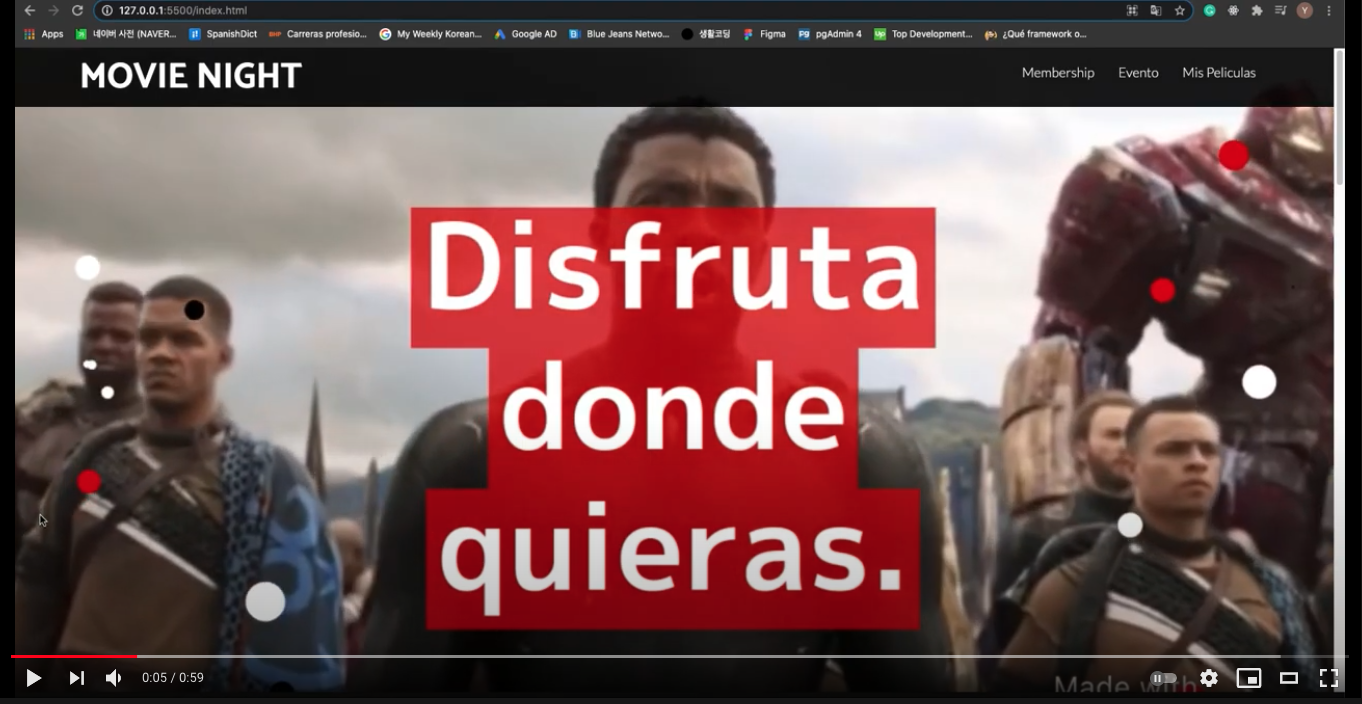 127.0.0.1:5500/index.html
Apps
네이버 사전 (NAVER...
SpanishDict
Carreras profesio...
My Weekly Korean...
Google AD
Blue Jeans Netwo...
생활코딩
Figma
pgAdmin 4
Top Development...
¿Qué framework o...
MOVIE NIGHT
Membership
Evento
Mis Peliculas
Disfruta
donde
quieras.
0:05 / 0:59
Made with